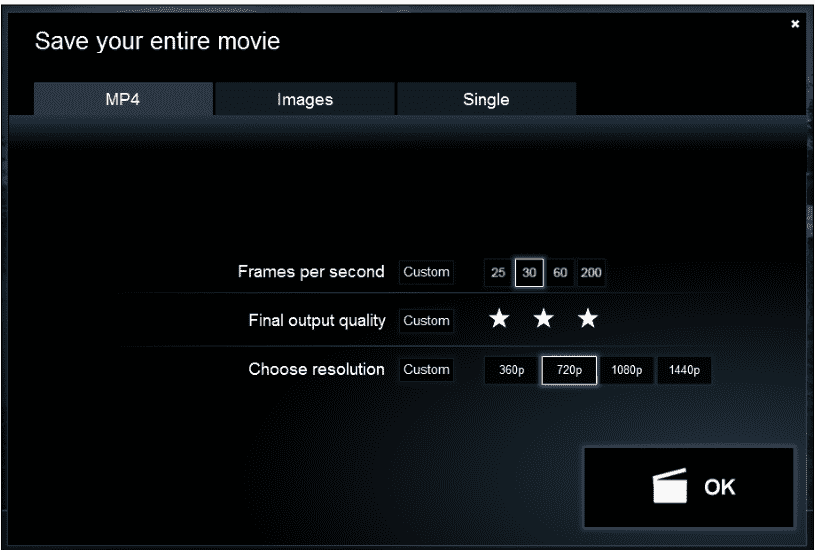 Save your entire movie
MP4 Images Single
Frames per second Custom 25 30 60 200
Final output quality Custom
Choose resolution Custom 360p 720p 1080p 1440p
OK